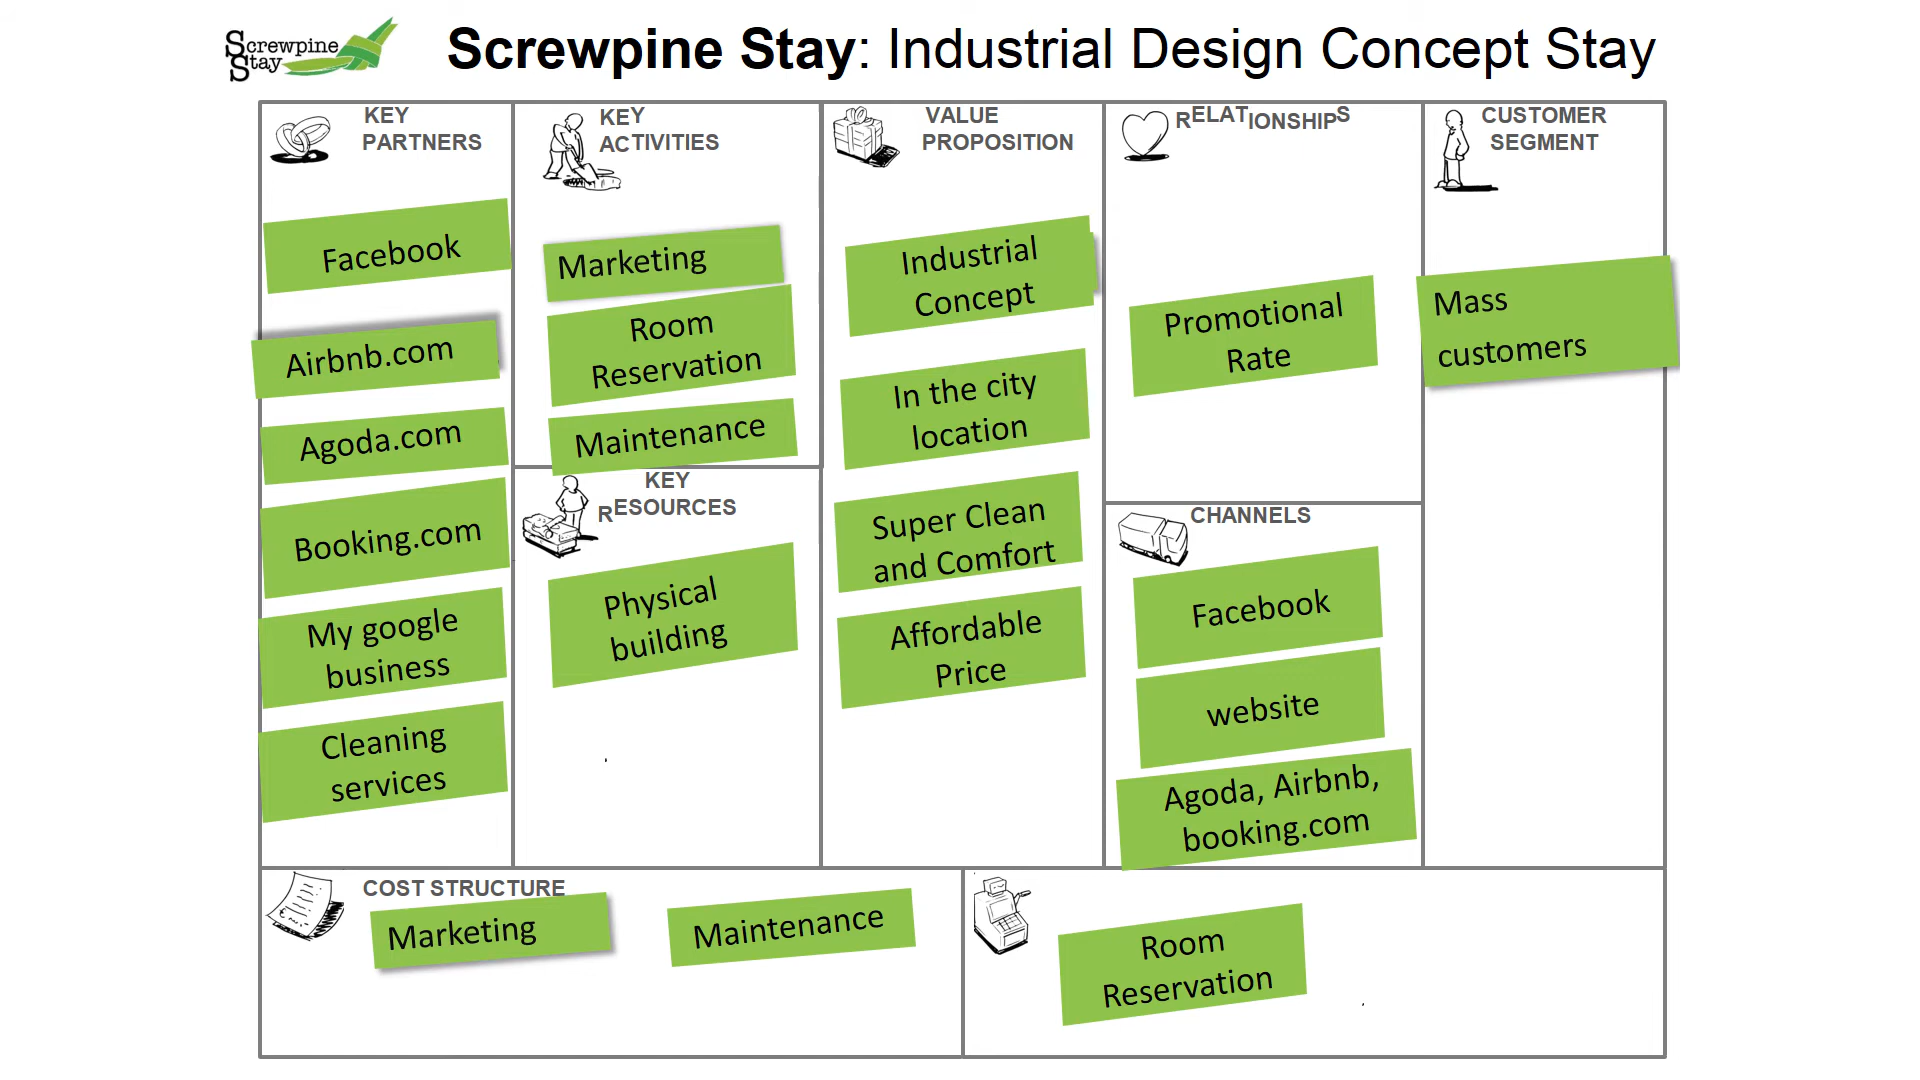 Screwpine
Stay
Screwpine Stay: Industrial Design Concept Stay
KEY
PARTNERS
Facebook
Airbnb.com
Agoda.com
Booking.com
My google
business
Cleaning
services
KEY
ACTIVITIES
Marketing
Room
Reservation
Maintenance
KEY
RESOURCES
Physical
building
VALUE
PROPOSITION
Industrial
Concept
In the city
location
Super Clean
and Comfort
Affordable
Price
RELATIONSHIPS
Promotional
Rate
CHANNELS
Facebook
website
Agoda, Airbnb,
booking.com
CUSTOMER
SEGMENT
Mass
customers
COST STRUCTURE
Marketing
Maintenance
Room
Reservation